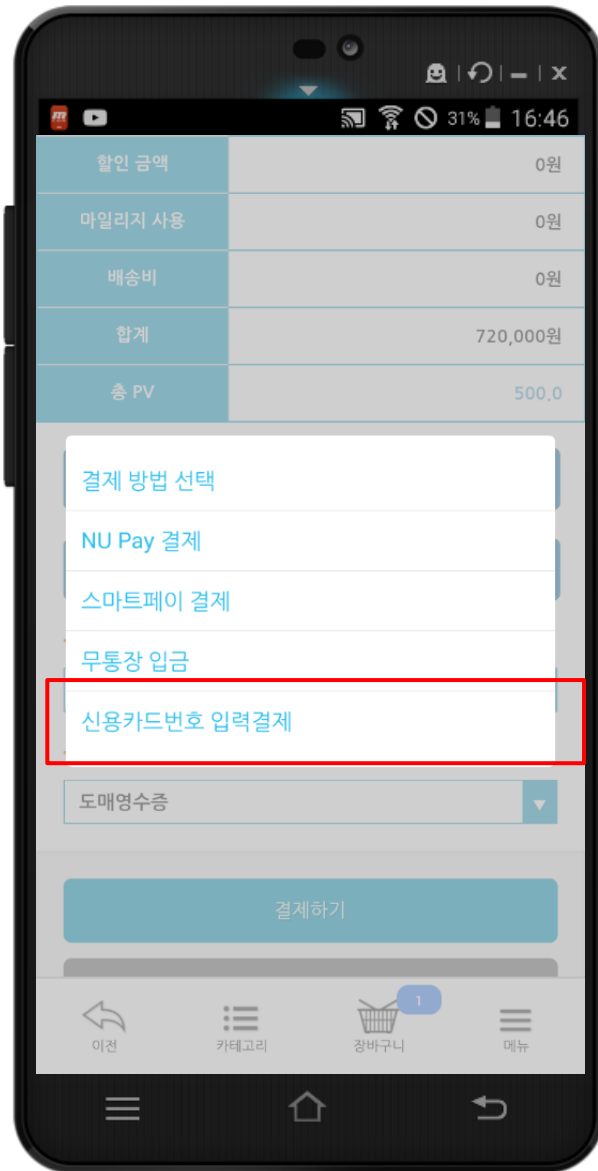 31% 16:46
할인 금액 0원
마일리지 사용 0원
배송비 0원
합계 720,000원
총 PV 500.0
결제 방법 선택
NU Pay 결제
스마트페이 결제
무통장 입금
신용카드번호 입력결제
도매영수증
결제하기
1
이전 카테고리 장바구니 메뉴